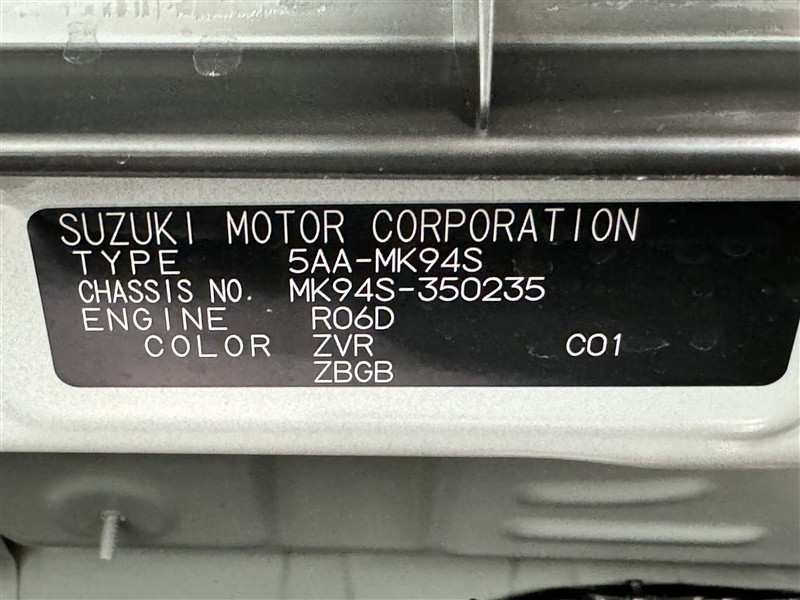 SUZUKI MOTOR CORPORATION
TYPE 5AA-MK94S
CHASSIS NO. MK94S-350235
ENGINE R06D
COLOR ZVR C01
ZBGB